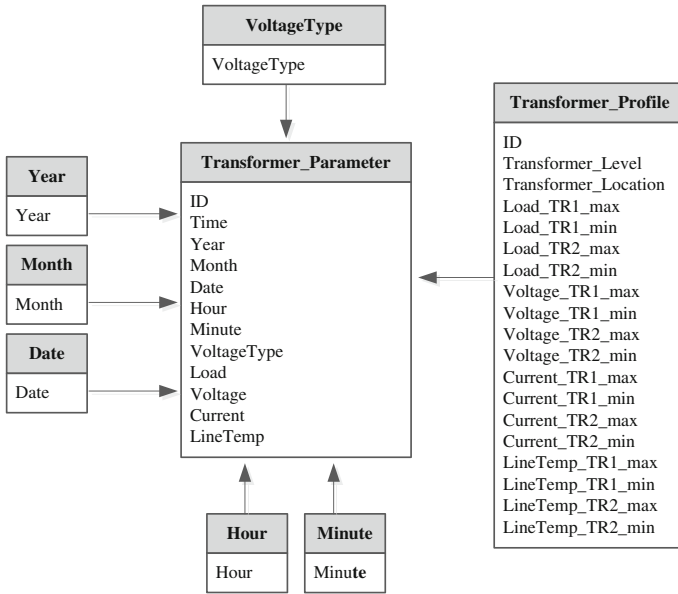 VoltageType
VoltageType
Transformer_Profile
ID
Transformer_Level
Transformer_Location
Load_TR1_max
Load_TR1_min
Load_TR2_max
Load_TR2_min
Voltage_TR1_max
Voltage_TR1_min
Voltage_TR2_max
Voltage_TR2_min
Current_TR1_max
Current_TR1_min
Current_TR2_max
Current_TR2_min
LineTemp_TR1_max
LineTemp_TR1_min
LineTemp_TR2_max
LineTemp_TR2_min
Transformer_Parameter
ID
Time
Year
Month
Date
Hour
Minute
VoltageType
Load
Voltage
Current
LineTemp
Year
Year
Month
Month
Date
Date
Hour
Hour
Minute
Minute